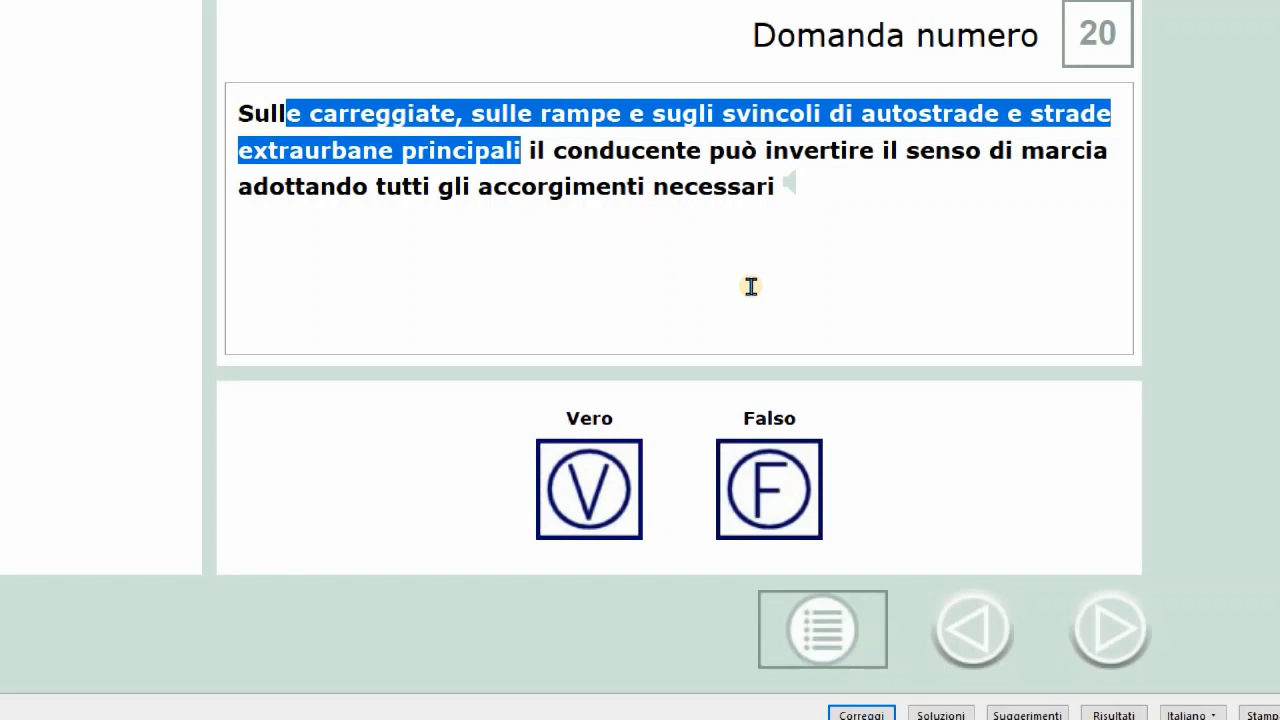 Domanda numero 20
Sulle carreggiate, sulle rampe e sugli svincoli di autostrade e strade
extraurbane principali il conducente può invertire il senso di marcia
adottando tutti gli accorgimenti necessari
Vero Falso
V F
Correggi Soluzioni Suggerimenti Risultati Italiano Stamp